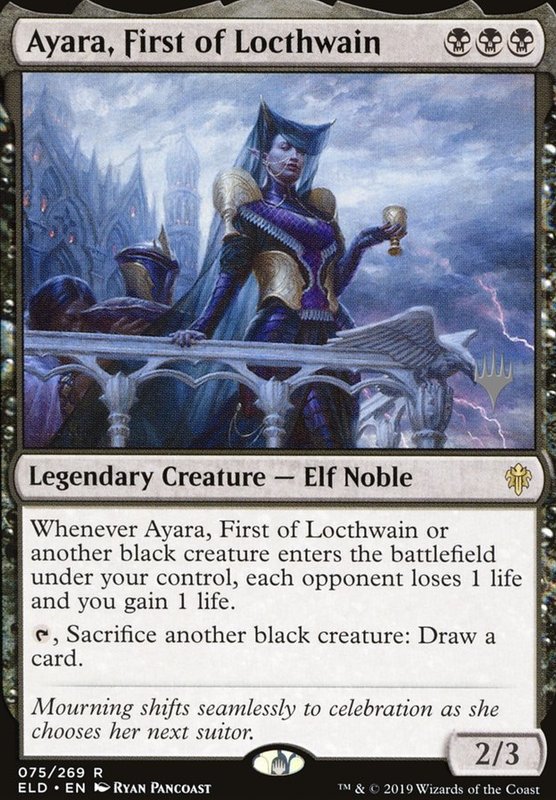 Ayara, First of Locthwain
Legendary Creature — Elf Noble
Whenever Ayara, First of Locthwain or
another black creature enters the battlefield
under your control, each opponent loses 1 life
and you gain 1 life.
, Sacrifice another black creature: Draw a
card.
Mourning shifts seamlessly to celebration as she
chooses her next suitor.
2/3
075/269 R
ELD • EN Ryan Pancoast
™ & © 2019 Wizards of the Coast